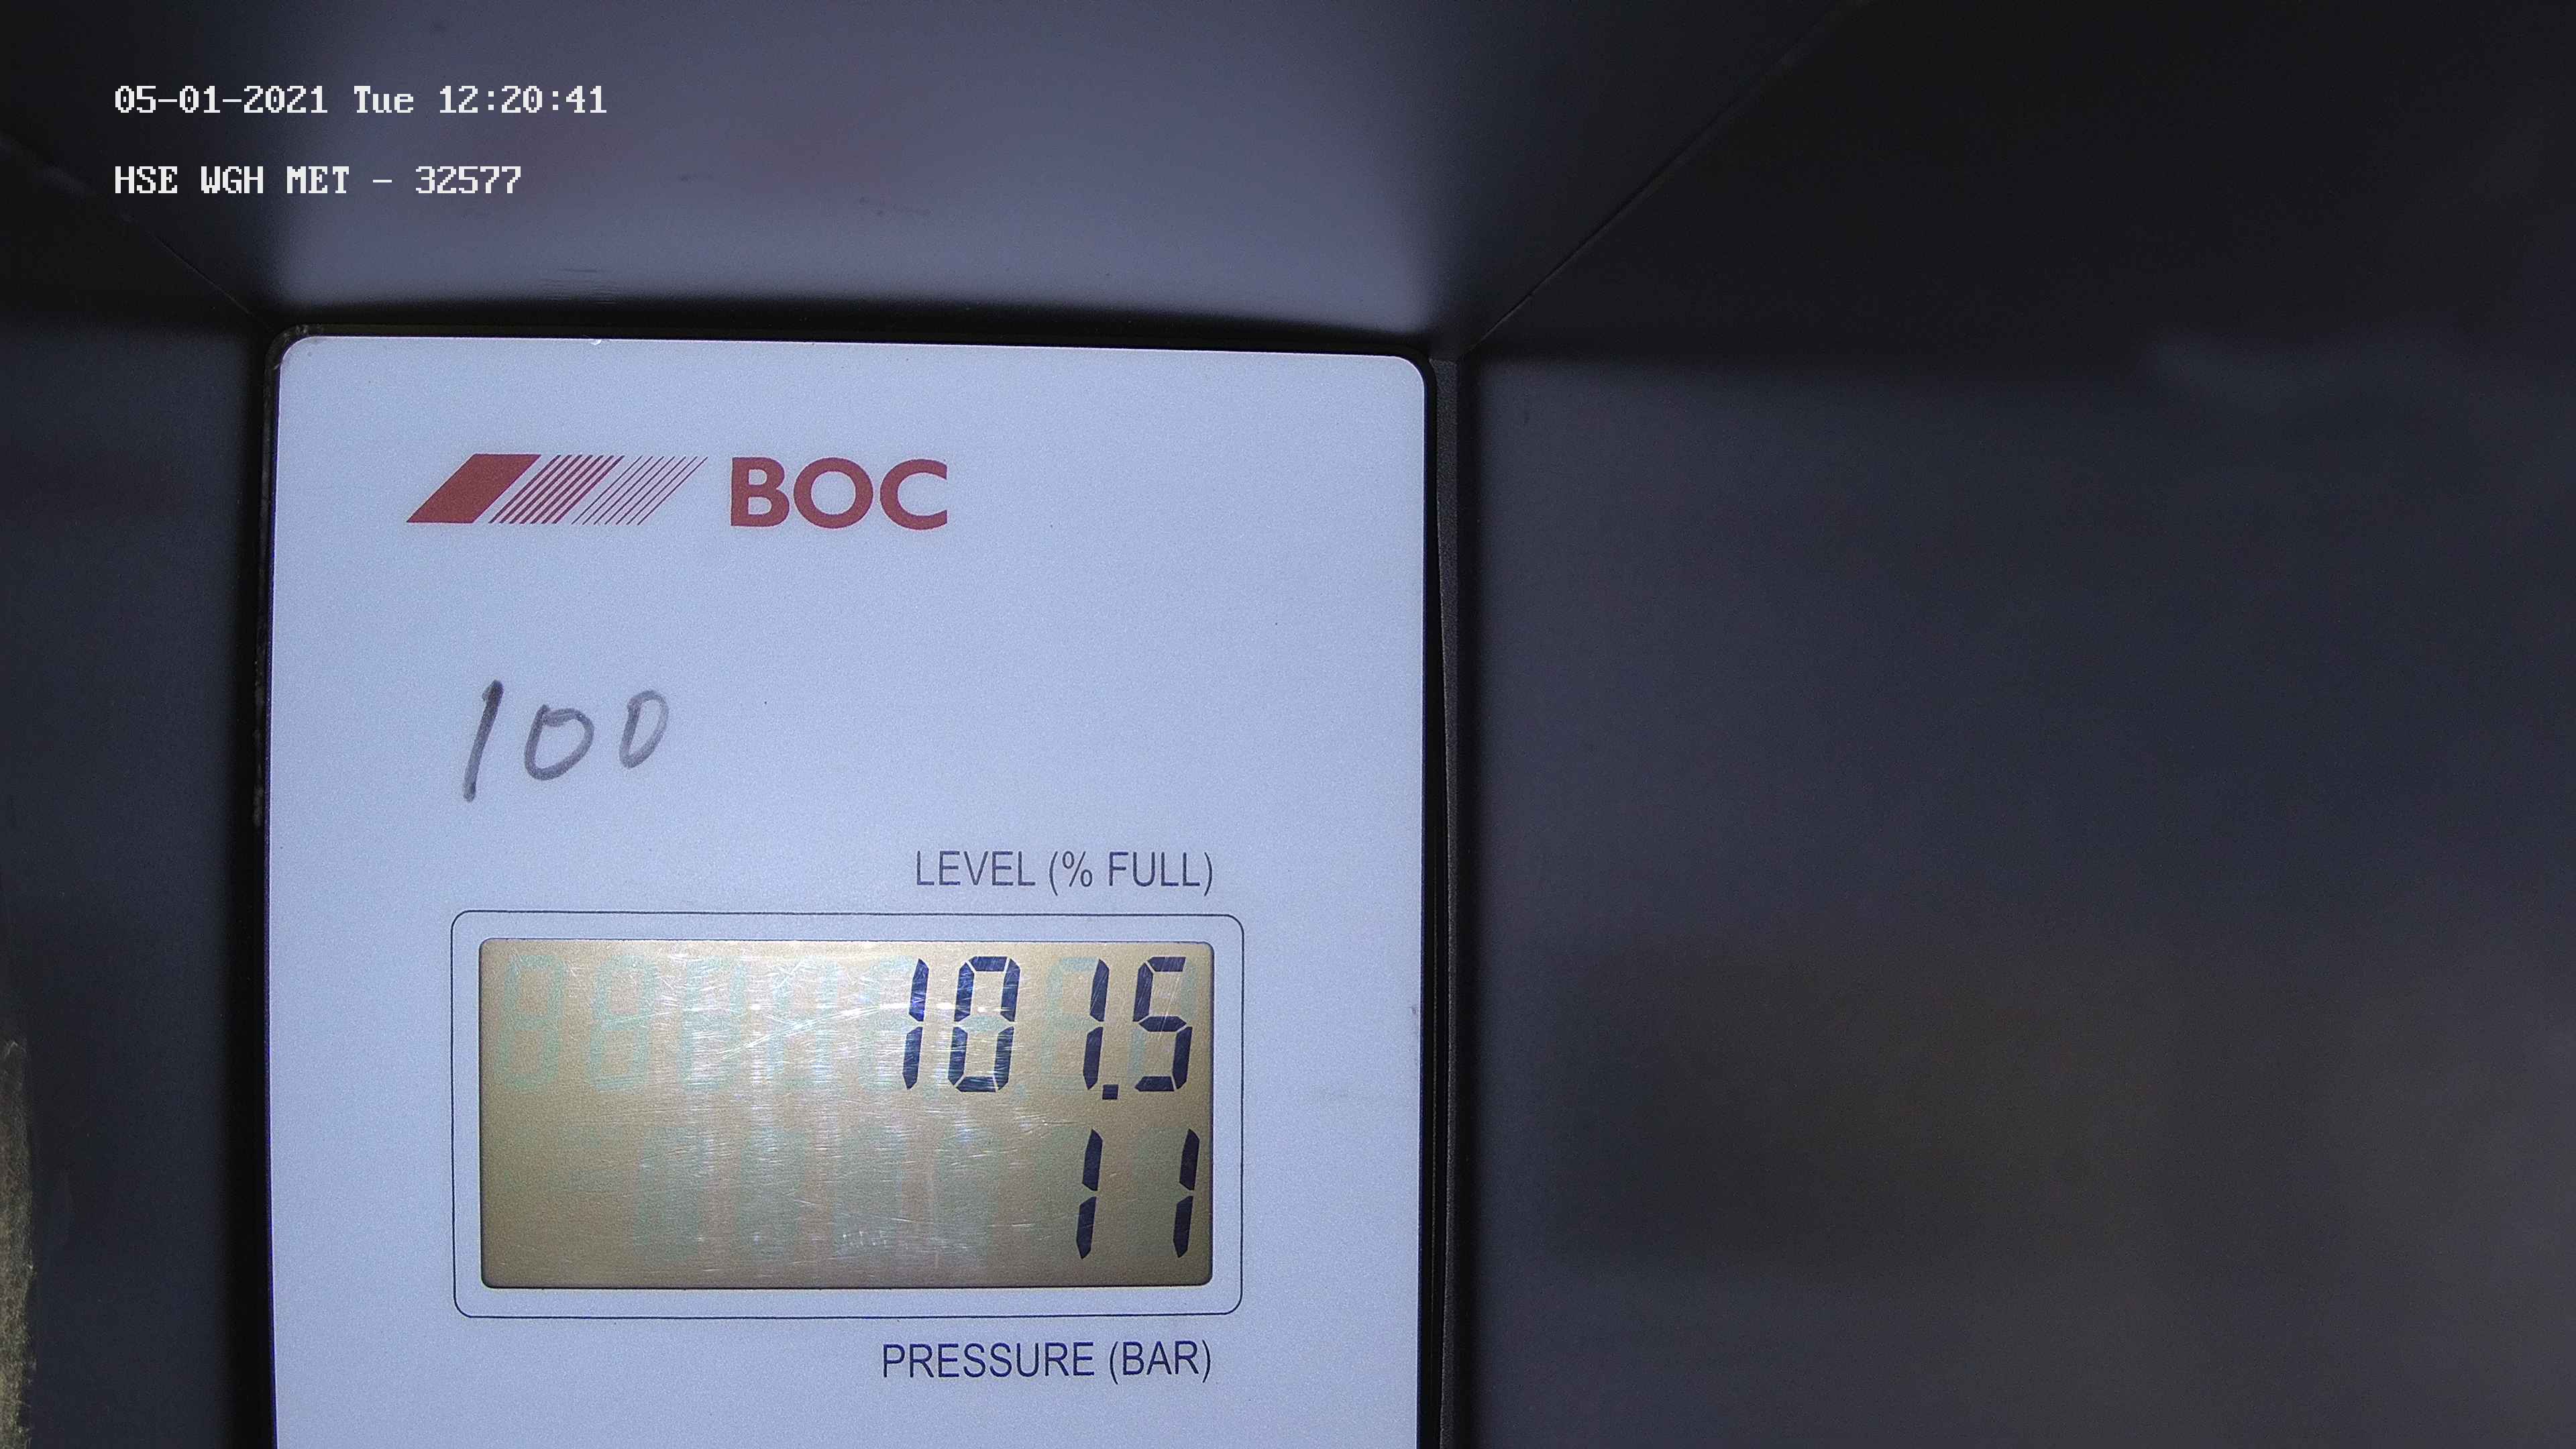 05-01-2021 Tue 12:20:41
HSE WGH MET - 32577
BOC
100
LEVEL (% FULL)
101.5
11
PRESSURE (BAR)